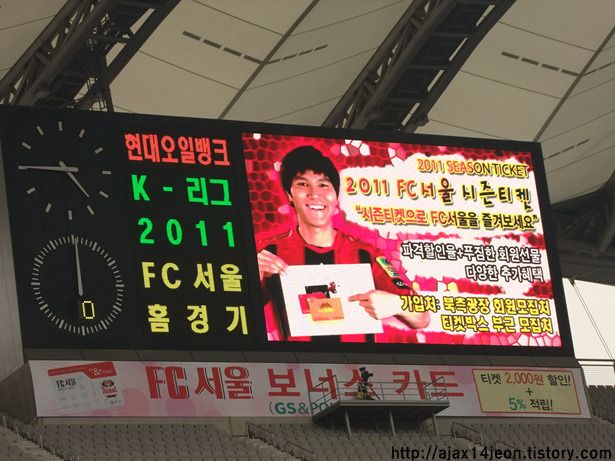 현대오일뱅크
K - 리그
2011
FC 서울
홈경기
0
2011 SEASON TICKET
2011 FC서울 시즌티켓
"시즌티켓으로 FC서울을 즐겨보세요"
파격할인율+푸짐한 회원선물
다양한 추가혜택
가입처: 북측광장 회원모집처
티켓박스 부근 모집처
FC서울 보너스 카드
(GS&PO
티켓 2,000원 할인!
+
5% 적립!
http://ajax14jeon.tistory.com